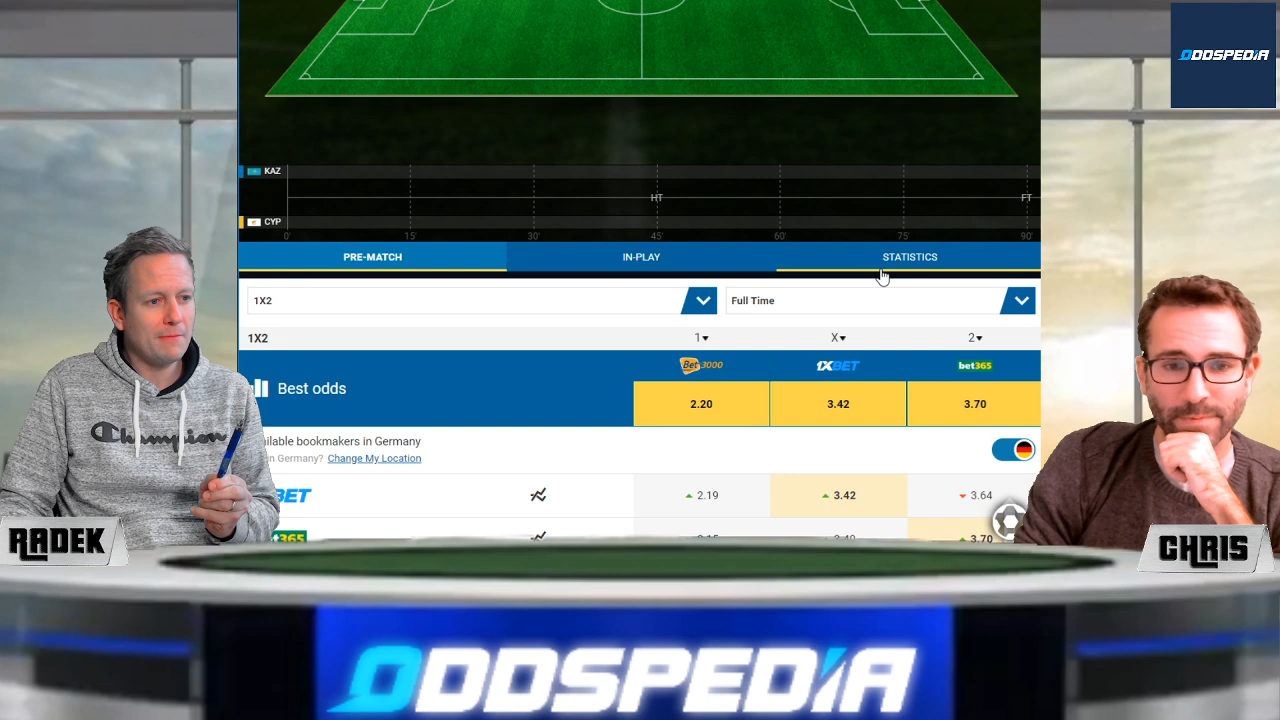 ODDSPEDIA
KAZ
HT
FT
CYP
0' 15' 30' 45' 60' 75' 90'
PRE-MATCH IN-PLAY STATISTICS
1X2 Full Time
1X2 1 X 2
Bet3000 1XBET bet365
Best odds 2.20 3.42 3.70
ilable bookmakers in Germany
in Germany? Change My Location
BET 2.19 3.42 3.64
t365 3.70
Champion
RADEK
CHRIS
ODDSPEDIA